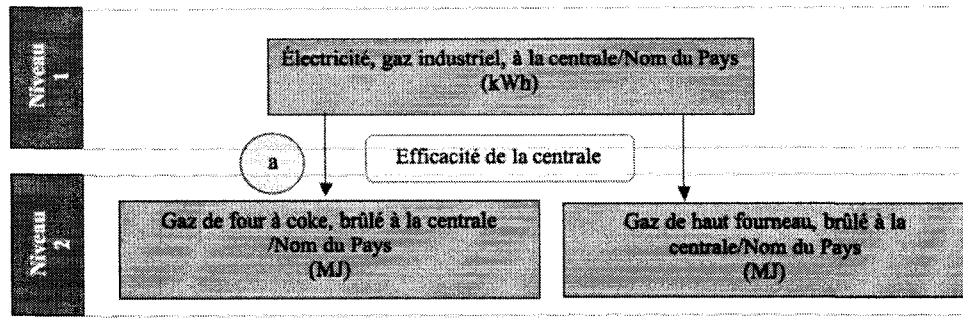 Niveau
1
Électricité, gaz industriel, à la centrale/Nom du Pays
(kWh)
a
Efficacité de la centrale
Niveau
2
Gaz de four à coke, brûlé à la centrale
/Nom du Pays
(MJ)
Gaz de haut fourneau, brûlé à la
centrale/Nom du Pays
(MJ)